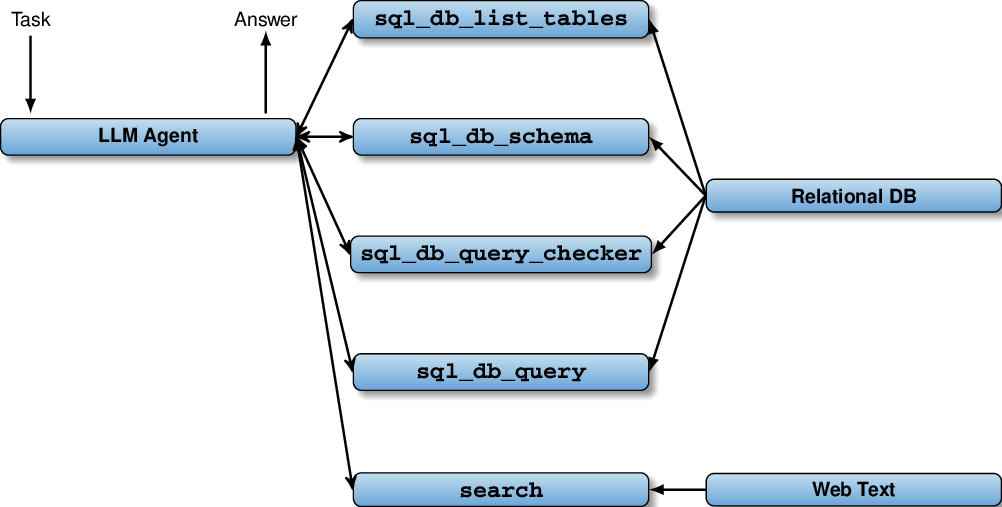 Task
Answer
sql_db_list_tables
LLM Agent
sql_db_schema
Relational DB
sql_db_query_checker
sql_db_query
search
Web Text